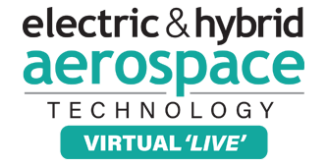 electric & hybrid
aerospace
TECHNOLOGY
VIRTUAL 'LIVE'